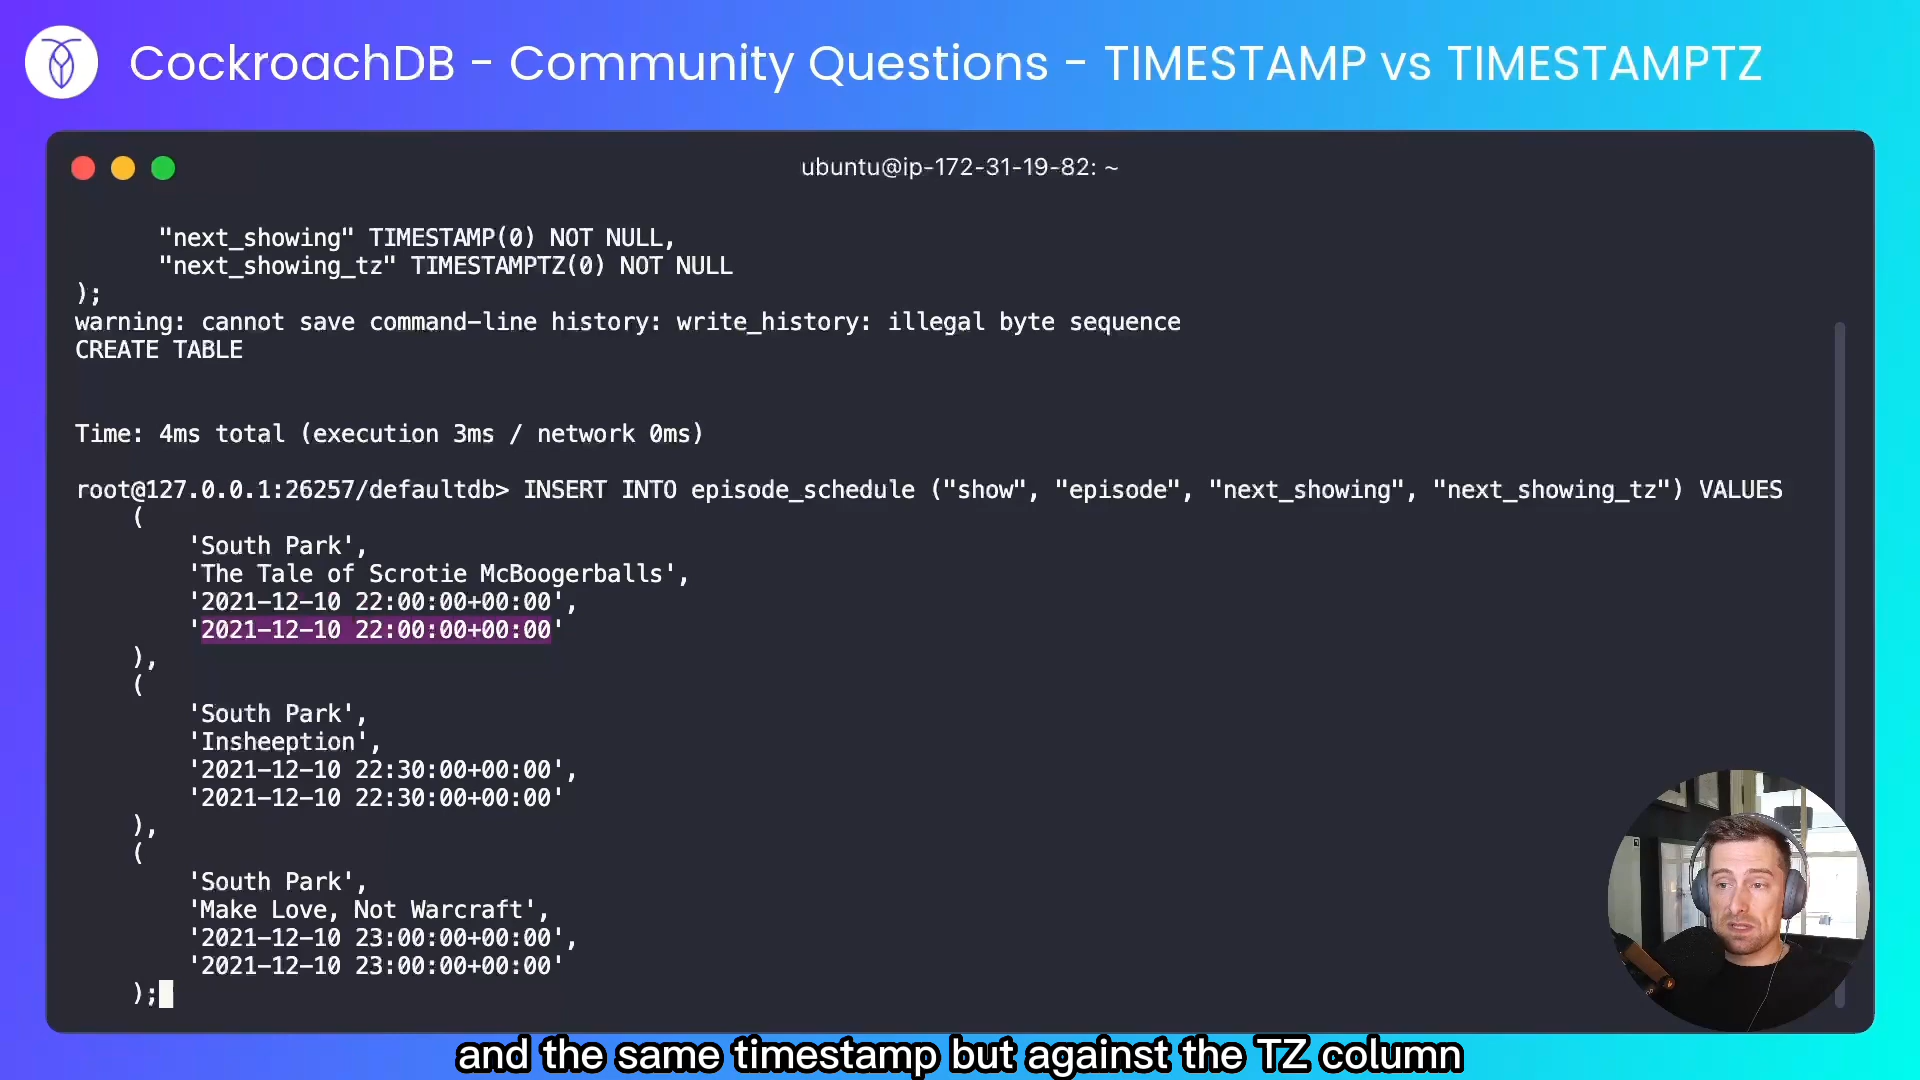 CockroachDB - Community Questions - TIMESTAMP vs TIMESTAMPTZ
ubuntu@ip-172-31-19-82: ~
"next_showing" TIMESTAMP(0) NOT NULL,
"next_showing_tz" TIMESTAMPTZ(0) NOT NULL
);
warning: cannot save command-line history: write_history: illegal byte sequence
CREATE TABLE
Time: 4ms total (execution 3ms / network 0ms)
root@127.0.0.1:26257/defaultdb> INSERT INTO episode_schedule ("show", "episode", "next_showing", "next_showing_tz") VALUES
(
'South Park',
'The Tale of Scrotie McBoogerballs',
'2021-12-10 22:00:00+00:00',
'2021-12-10 22:00:00+00:00'
),
(
'South Park',
'Insheeption',
'2021-12-10 22:30:00+00:00',
'2021-12-10 22:30:00+00:00'
),
(
'South Park',
'Make Love, Not Warcraft',
'2021-12-10 23:00:00+00:00',
'2021-12-10 23:00:00+00:00'
);
and the same timestamp but against the TZ column